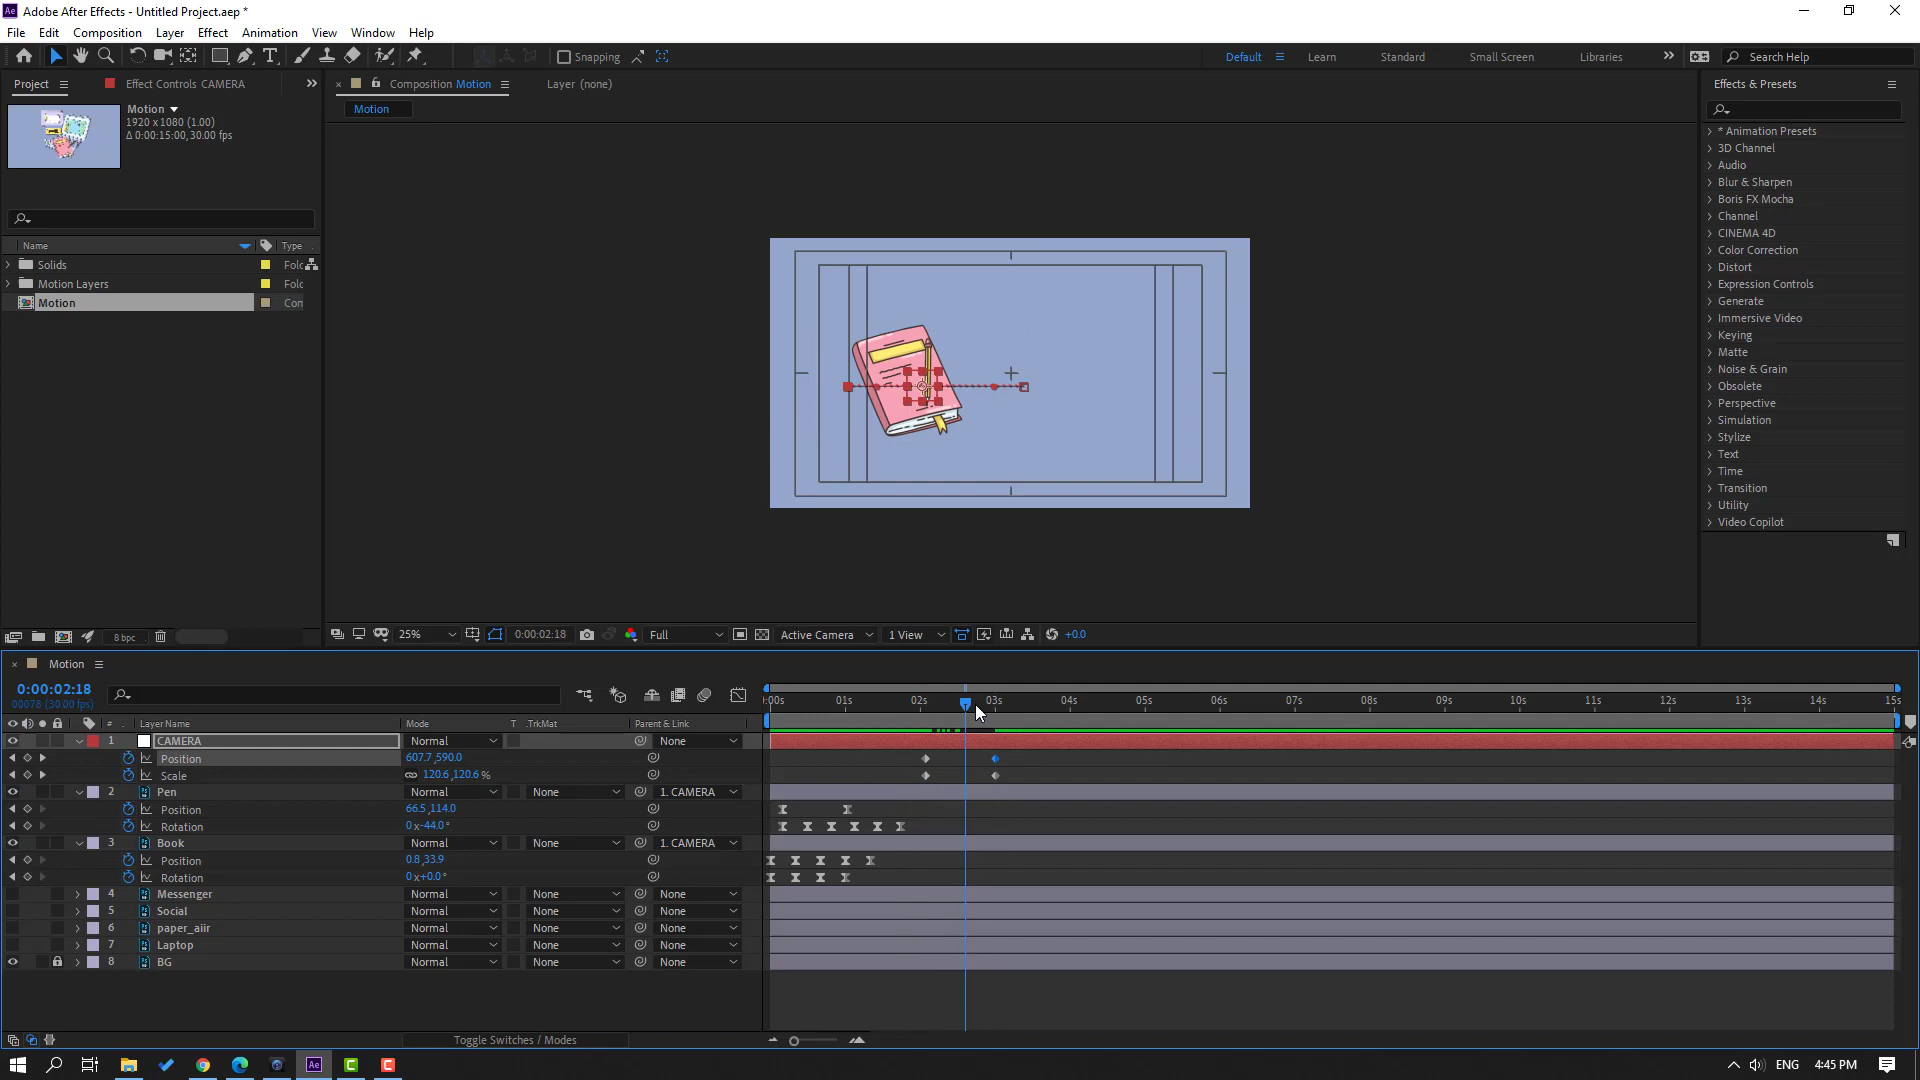 Ae Adobe After Effects - Untitled Project.aep *
File Edit Composition Layer Effect Animation View Window Help
Snapping Default Learn Standard Small Screen Libraries Search Help
Project Effect Controls CAMERA Composition Motion Layer (none) Effects & Presets
Motion
1920 x 1080 (1.00)
Δ 0:00:15:00, 30.00 fps
Motion
Name Type
Solids Folc
Motion Layers Folc
Motion Con
* Animation Presets
3D Channel
Audio
Blur & Sharpen
Boris FX Mocha
Channel
CINEMA 4D
Color Correction
Distort
Expression Controls
Generate
Immersive Video
Keying
Matte
Noise & Grain
Obsolete
Perspective
Simulation
Stylize
Text
Time
Transition
Utility
Video Copilot
8 bpc 25% 0:00:02:18 Full Active Camera 1 View +0.0
Motion
0:00:02:18
00078 (30.00 fps)
:00s 01s 02s 03s 04s 05s 06s 07s 08s 09s 10s 11s 12s 13s 14s 15s
# Layer Name Mode T .TrkMat Parent & Link
1 CAMERA Normal None
Position 607.7,590.0
Scale 120.6,120.6%
2 Pen Normal None 1. CAMERA
Position 66.5,114.0
Rotation 0x-44.0°
3 Book Normal None 1. CAMERA
Position 0.8,33.9
Rotation 0x+0.0°
4 Messenger Normal None None
5 Social Normal None None
6 paper_aiir Normal None None
7 Laptop Normal None None
8 BG Normal None None
Toggle Switches / Modes
Ae ENG 4:45 PM